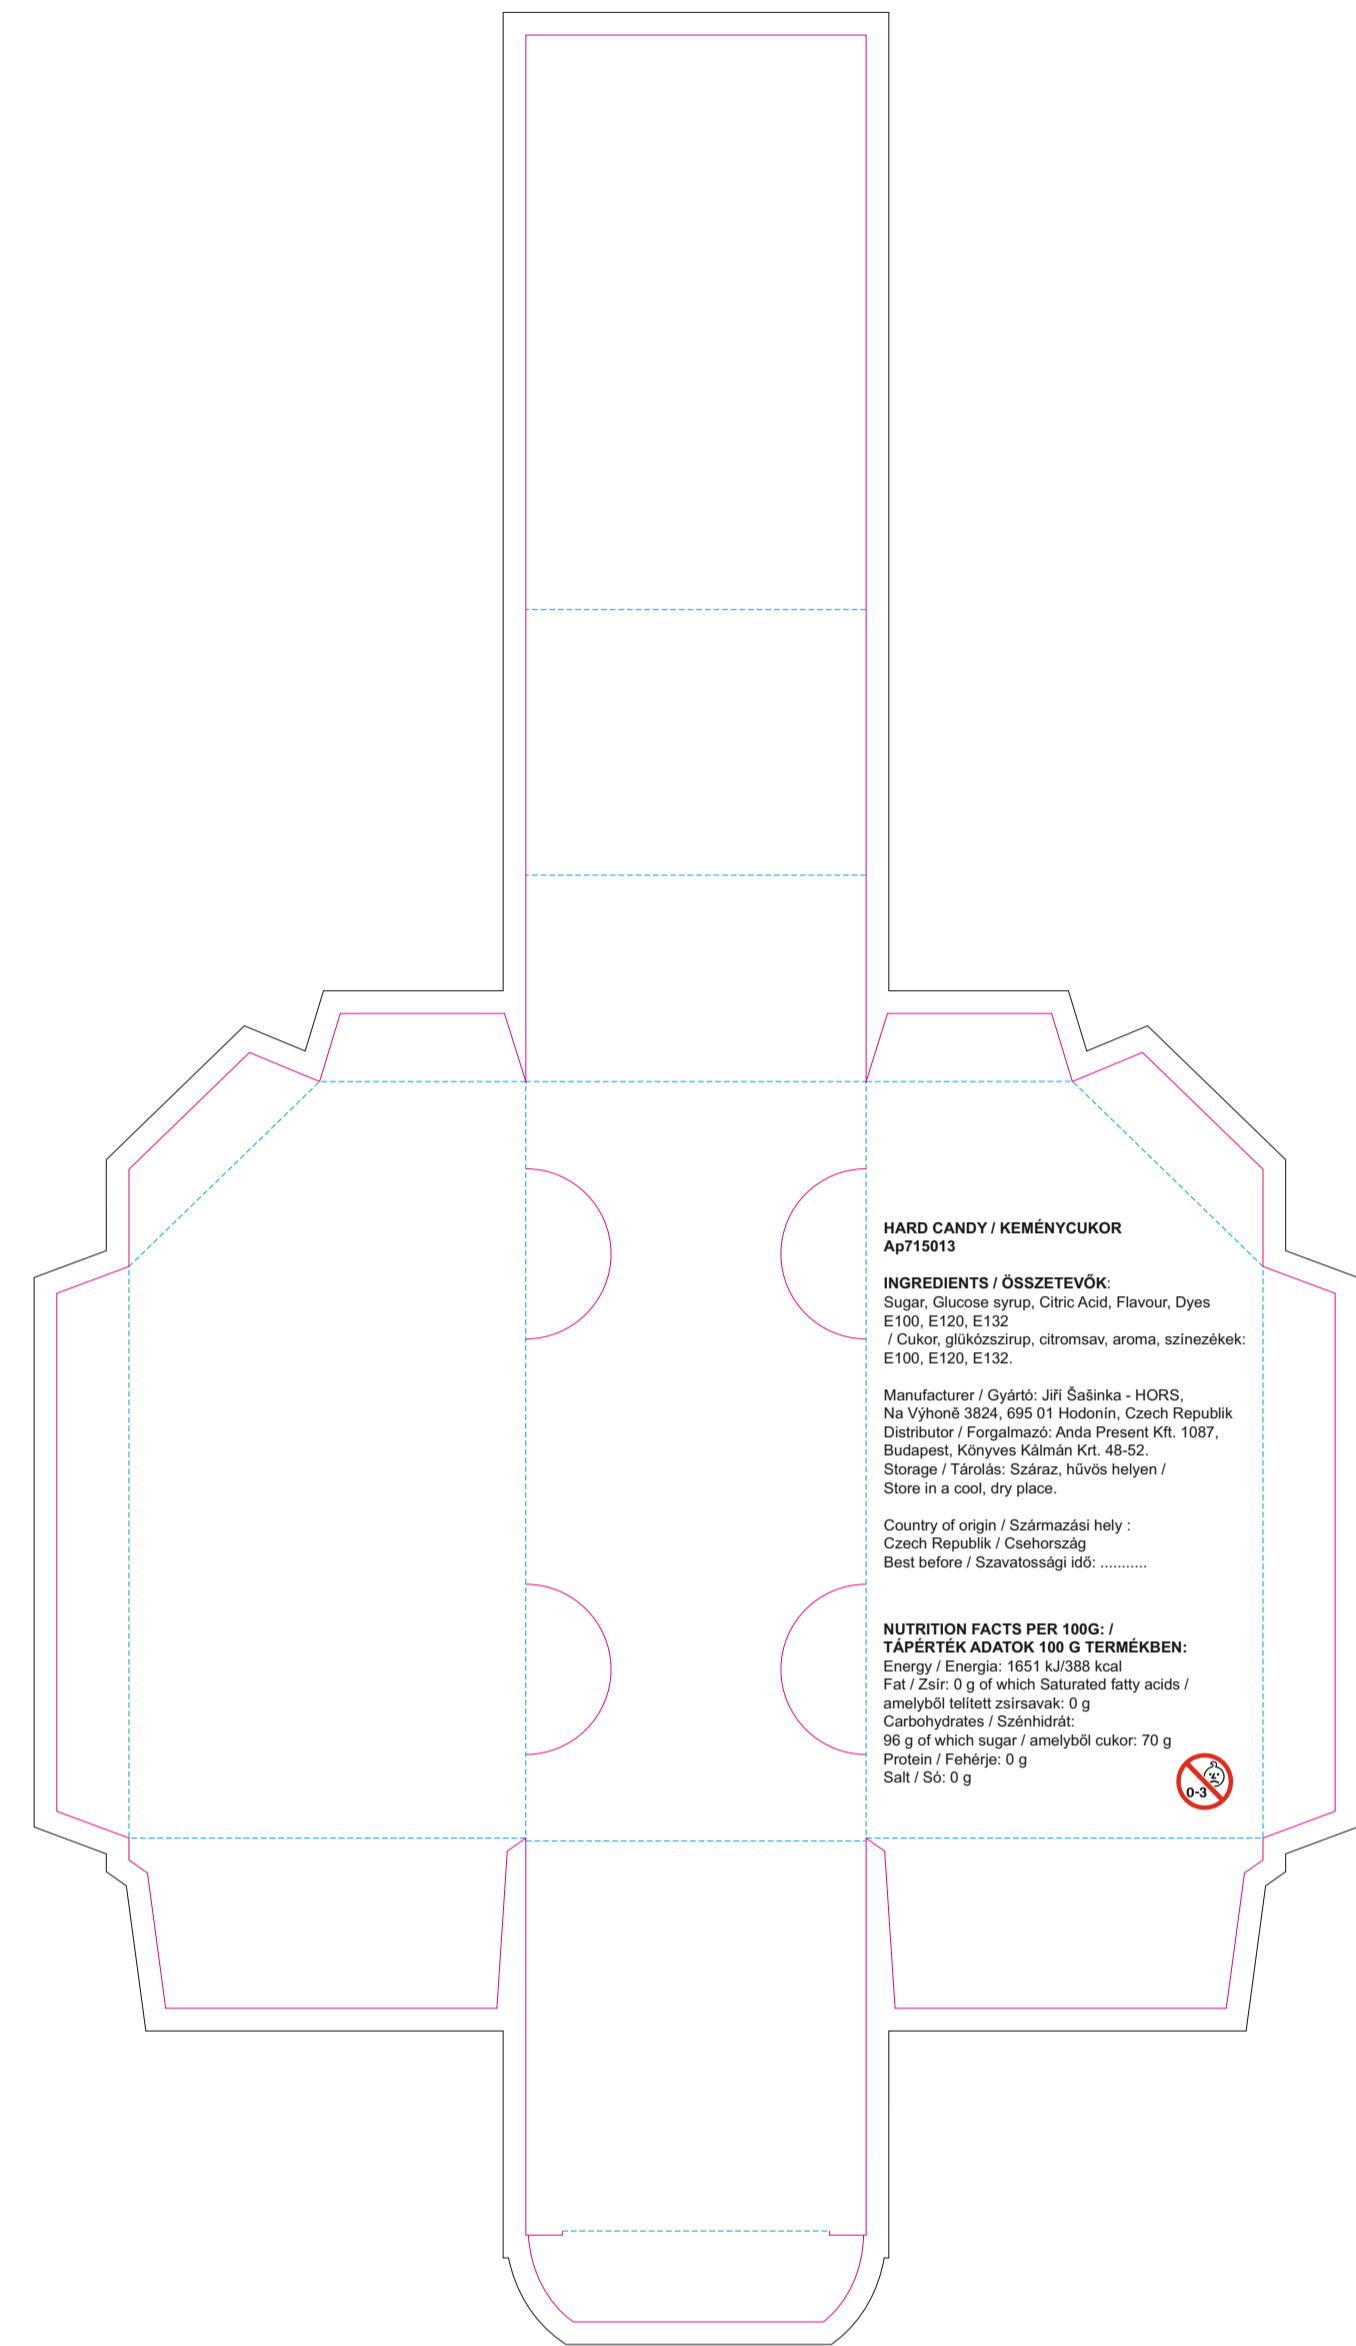 HARD CANDY / KEMÉNYCUKOR
Ap715013
INGREDIENTS / ÖSSZETEVŐK:
Sugar, Glucose syrup, Citric Acid, Flavour, Dyes
E100, E120, E132
/ Cukor, glükózszirup, citromsav, aroma, színezékek:
E100, E120, E132.
Manufacturer / Gyártó: Jiří Šašinka - HORS,
Na Výhoně 3824, 695 01 Hodonín, Czech Republik
Distributor / Forgalmazó: Anda Present Kft. 1087,
Budapest, Könyves Kálmán Krt. 48-52.
Storage / Tárolás: Száraz, hűvös helyen /
Store in a cool, dry place.
Country of origin / Származási hely :
Czech Republik / Csehország
Best before / Szavatossági idő: ...........
NUTRITION FACTS PER 100G: /
TÁPÉRTÉK ADATOK 100 G TERMÉKBEN:
Energy / Energia: 1651 kJ/388 kcal
Fat / Zsír: 0 g of which Saturated fatty acids /
amelyből telített zsírsavak: 0 g
Carbohydrates / Szénhidrát:
96 g of which sugar / amelyből cukor: 70 g
Protein / Fehérje: 0 g
Salt / Só: 0 g
0-3